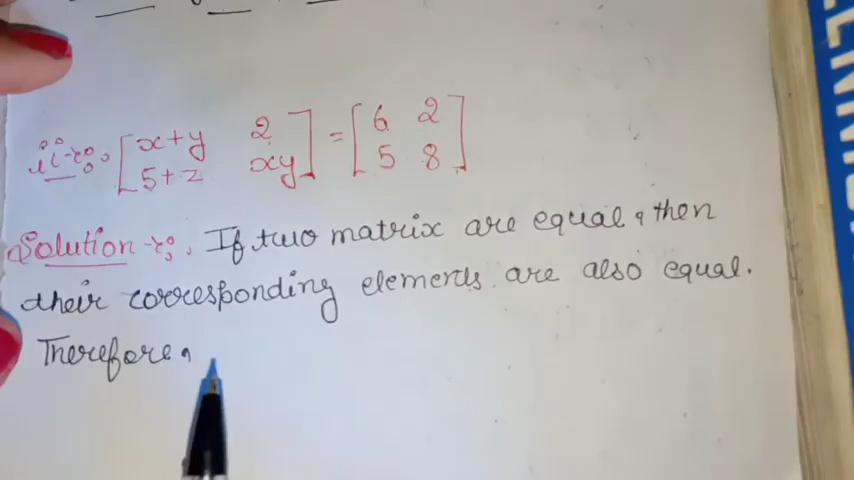 ii [x+y 2 5+z xy] = [6 2 5 8]
Solution :- If two matrix are equal, then
their corresponding elements are also equal.
Therefore,